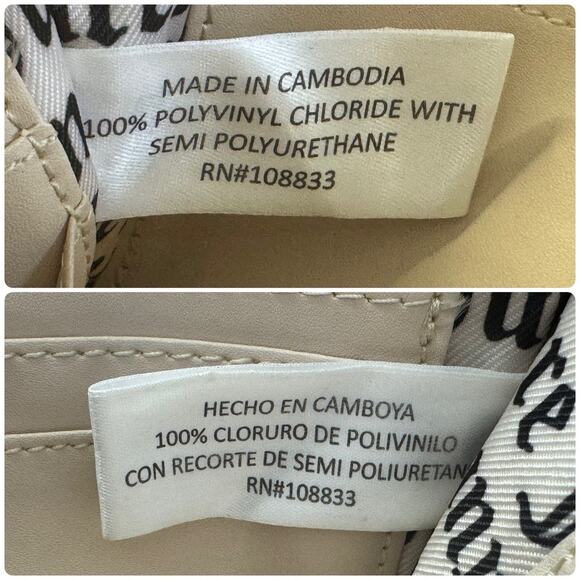 MADE IN CAMBODIA
100% POLYVINYL CHLORIDE WITH
SEMI POLYURETHANE
RN#108833
HECHO EN CAMBOYA
100% CLORURO DE POLIVINILO
CON RECORTE DE SEMI POLIURETAN
RN#108833